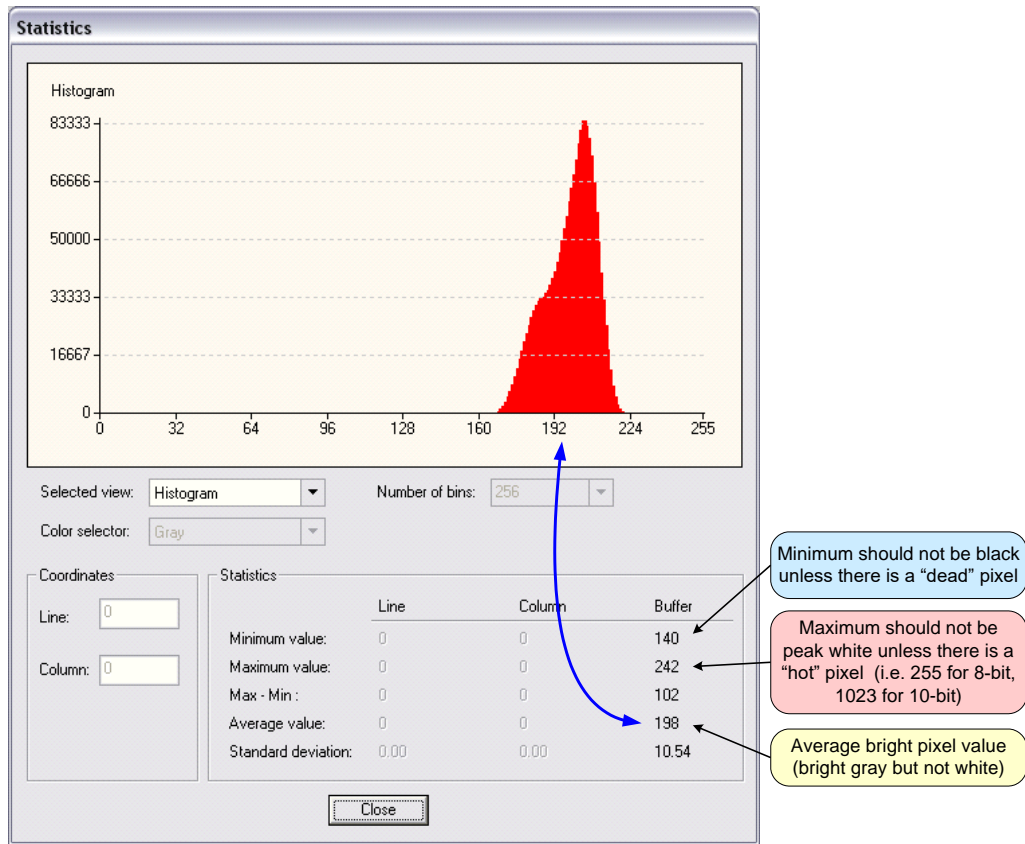 Statistics
Histogram
83333
66666
50000
33333
16667
0
0 32 64 96 128 160 192 224 255
Selected view: Histogram Number of bins: 256
Color selector: Gray
Coordinates
Line: 0
Column: 0
Statistics
Line Column Buffer
Minimum value: 0 0 140
Maximum value: 0 0 242
Max - Min : 0 0 102
Average value: 0 0 198
Standard deviation: 0.00 0.00 10.54
Close
Minimum should not be black
unless there is a “dead” pixel
Maximum should not be
peak white unless there is a
“hot” pixel (i.e. 255 for 8-bit,
1023 for 10-bit)
Average bright pixel value
(bright gray but not white)